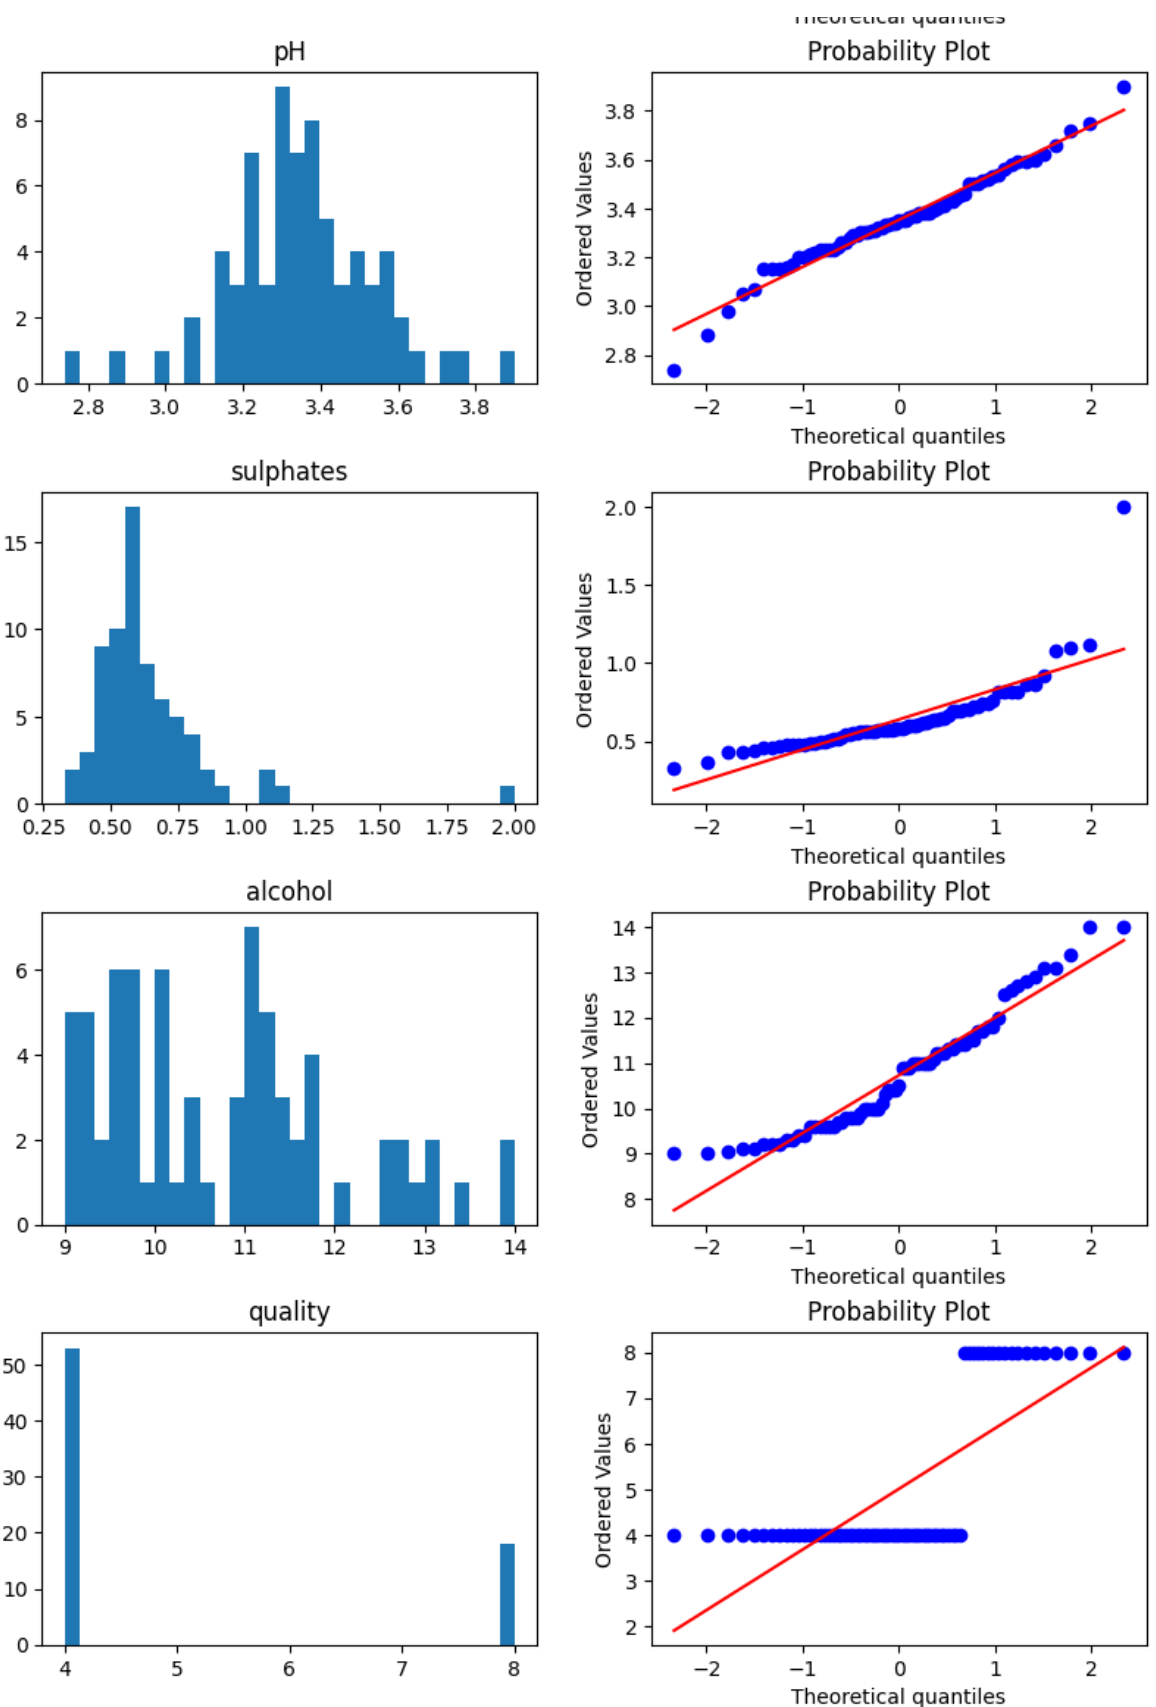 Theoretical quantiles
pH
Probability Plot
8
6
4
2
0
2.8 3.0 3.2 3.4 3.6 3.8
Ordered Values
3.8
3.6
3.4
3.2
3.0
2.8
−2 −1 0 1 2
Theoretical quantiles
sulphates
Probability Plot
15
10
5
0
0.25 0.50 0.75 1.00 1.25 1.50 1.75 2.00
Ordered Values
2.0
1.5
1.0
0.5
−2 −1 0 1 2
Theoretical quantiles
alcohol
Probability Plot
6
4
2
0
9 10 11 12 13 14
Ordered Values
14
13
12
11
10
9
8
−2 −1 0 1 2
Theoretical quantiles
quality
Probability Plot
50
40
30
20
10
0
4 5 6 7 8
Ordered Values
8
7
6
5
4
3
2
−2 −1 0 1 2
Theoretical quantiles